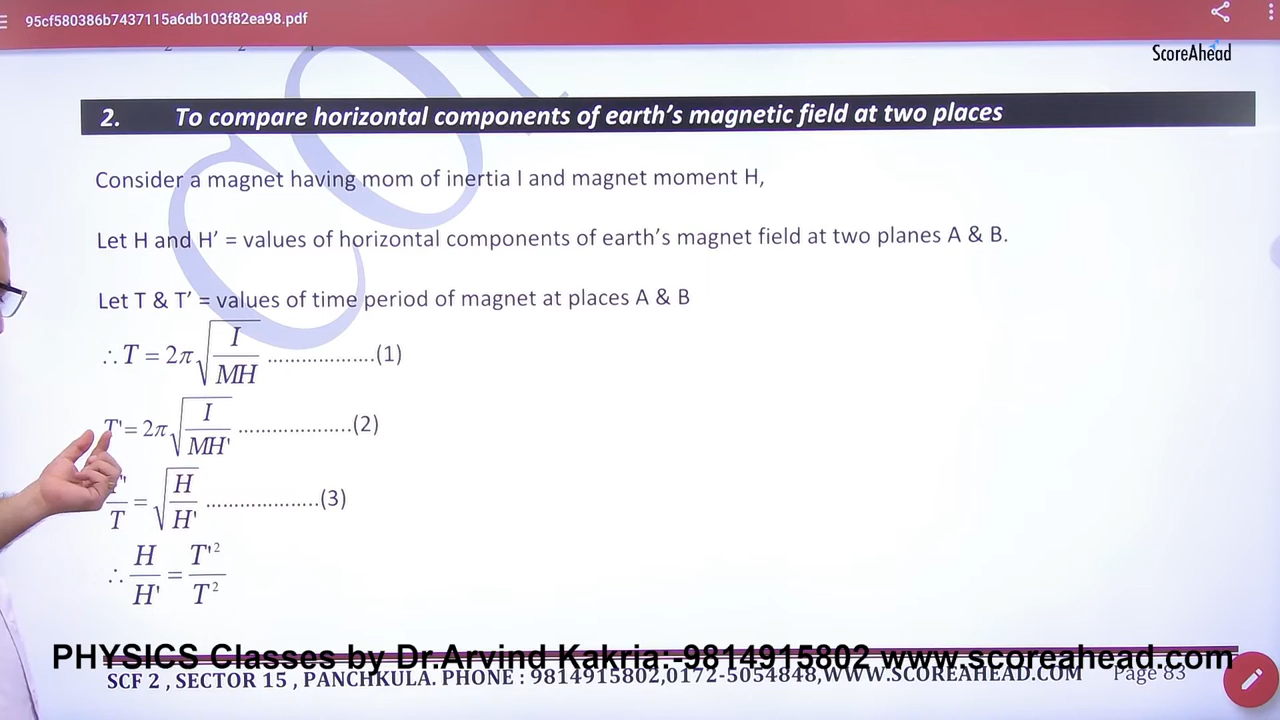 95cf580386b7437115a6db103f82ea98.pdf
ScoreAhead
2. To compare horizontal components of earth's magnetic field at two places
Consider a magnet having mom of inertia I and magnet moment H,
Let H and H' = values of horizontal components of earth's magnet field at two planes A & B.
Let T & T' = values of time period of magnet at places A & B
∴ T = 2π√(I/MH) ..................(1)
T' = 2π√(I/MH') ...................(2)
T'/T = √(H/H') ...................(3)
∴ H/H' = T'²/T²
PHYSICS Classes by Dr.Arvind Kakria:-9814915802 www.scoreahead.com
SCF 2 , SECTOR 15 , PANCHKULA. PHONE : 9814915802,0172-5054848,WWW.SCOREAHEAD.COM Page 83